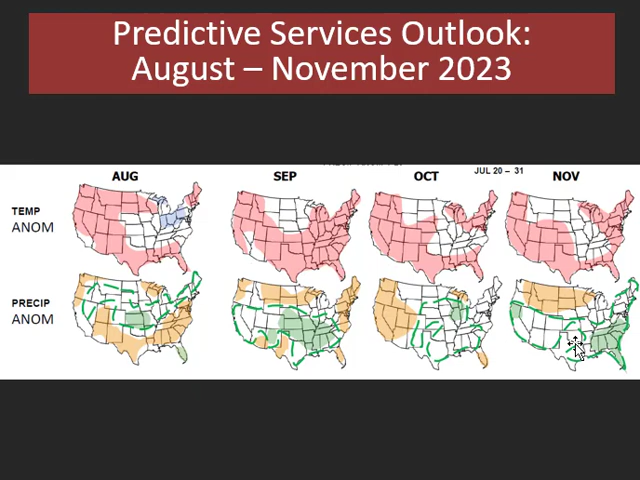 Predictive Services Outlook:
August – November 2023
JUL 20 – 31
AUG
SEP
OCT
NOV
TEMP
ANOM
PRECIP
ANOM